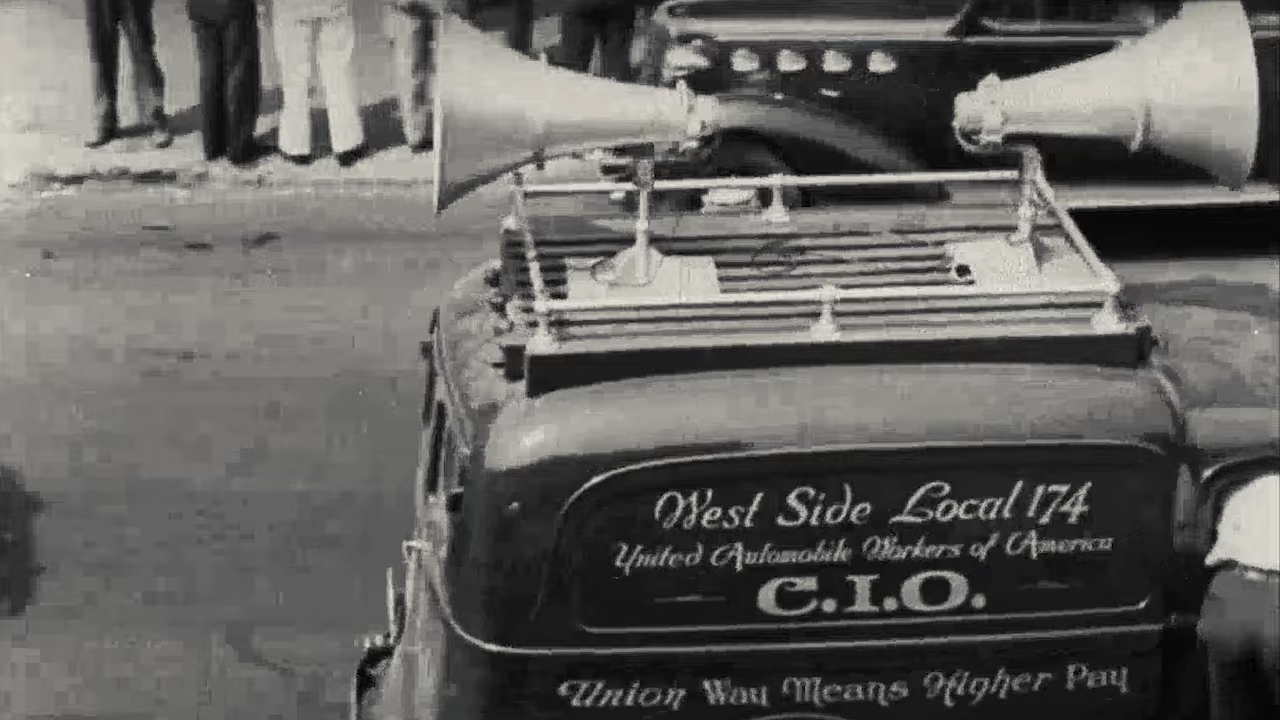 West Side Local 174
United Automobile Workers of America
C.I.O.
Union Way Means Higher Pay